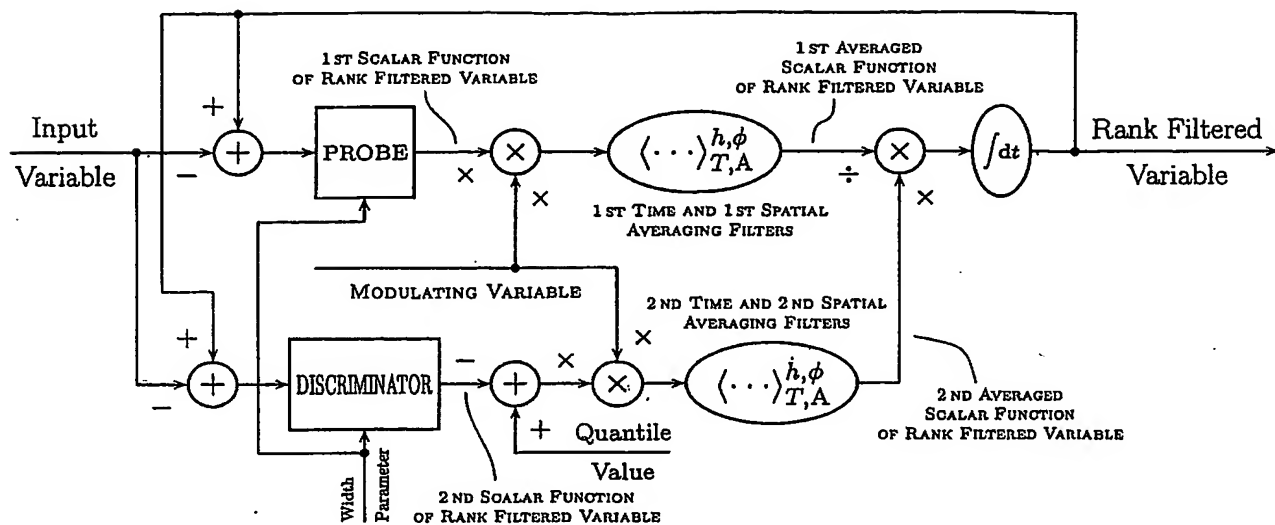 1ST SCALAR FUNCTION
OF RANK FILTERED VARIABLE
1ST AVERAGED
SCALAR FUNCTION
OF RANK FILTERED VARIABLE
Input
Variable
+
−
+
PROBE
×
×
×
⟨···⟩ h,ϕ T,A
÷
×
×
∫dt
Rank Filtered
Variable
1ST TIME AND 1ST SPATIAL
AVERAGING FILTERS
MODULATING VARIABLE
2ND TIME AND 2ND SPATIAL
AVERAGING FILTERS
+
−
+
DISCRIMINATOR
−
+
×
×
×
⟨···⟩ ḣ,ϕ T,A
+
Quantile
Value
2ND AVERAGED
SCALAR FUNCTION
OF RANK FILTERED VARIABLE
Width
Parameter
2ND SCALAR FUNCTION
OF RANK FILTERED VARIABLE